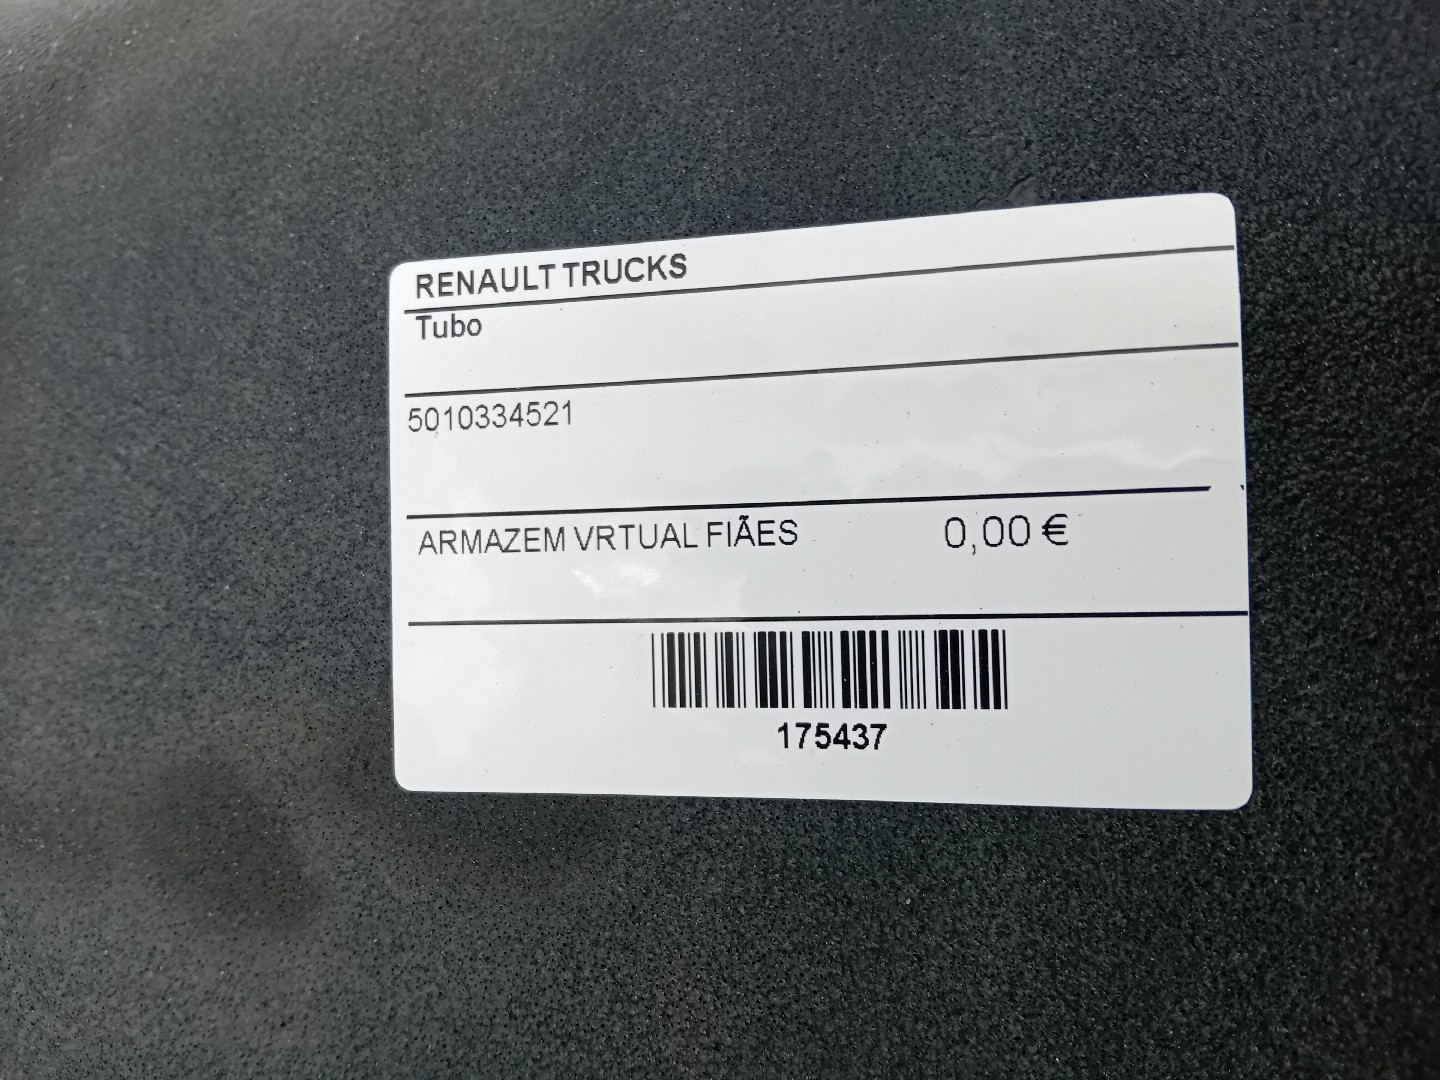 RENAULT TRUCKS
Tubo
5010334521
ARMAZEM VRTUAL FIÃES 0,00 €
175437